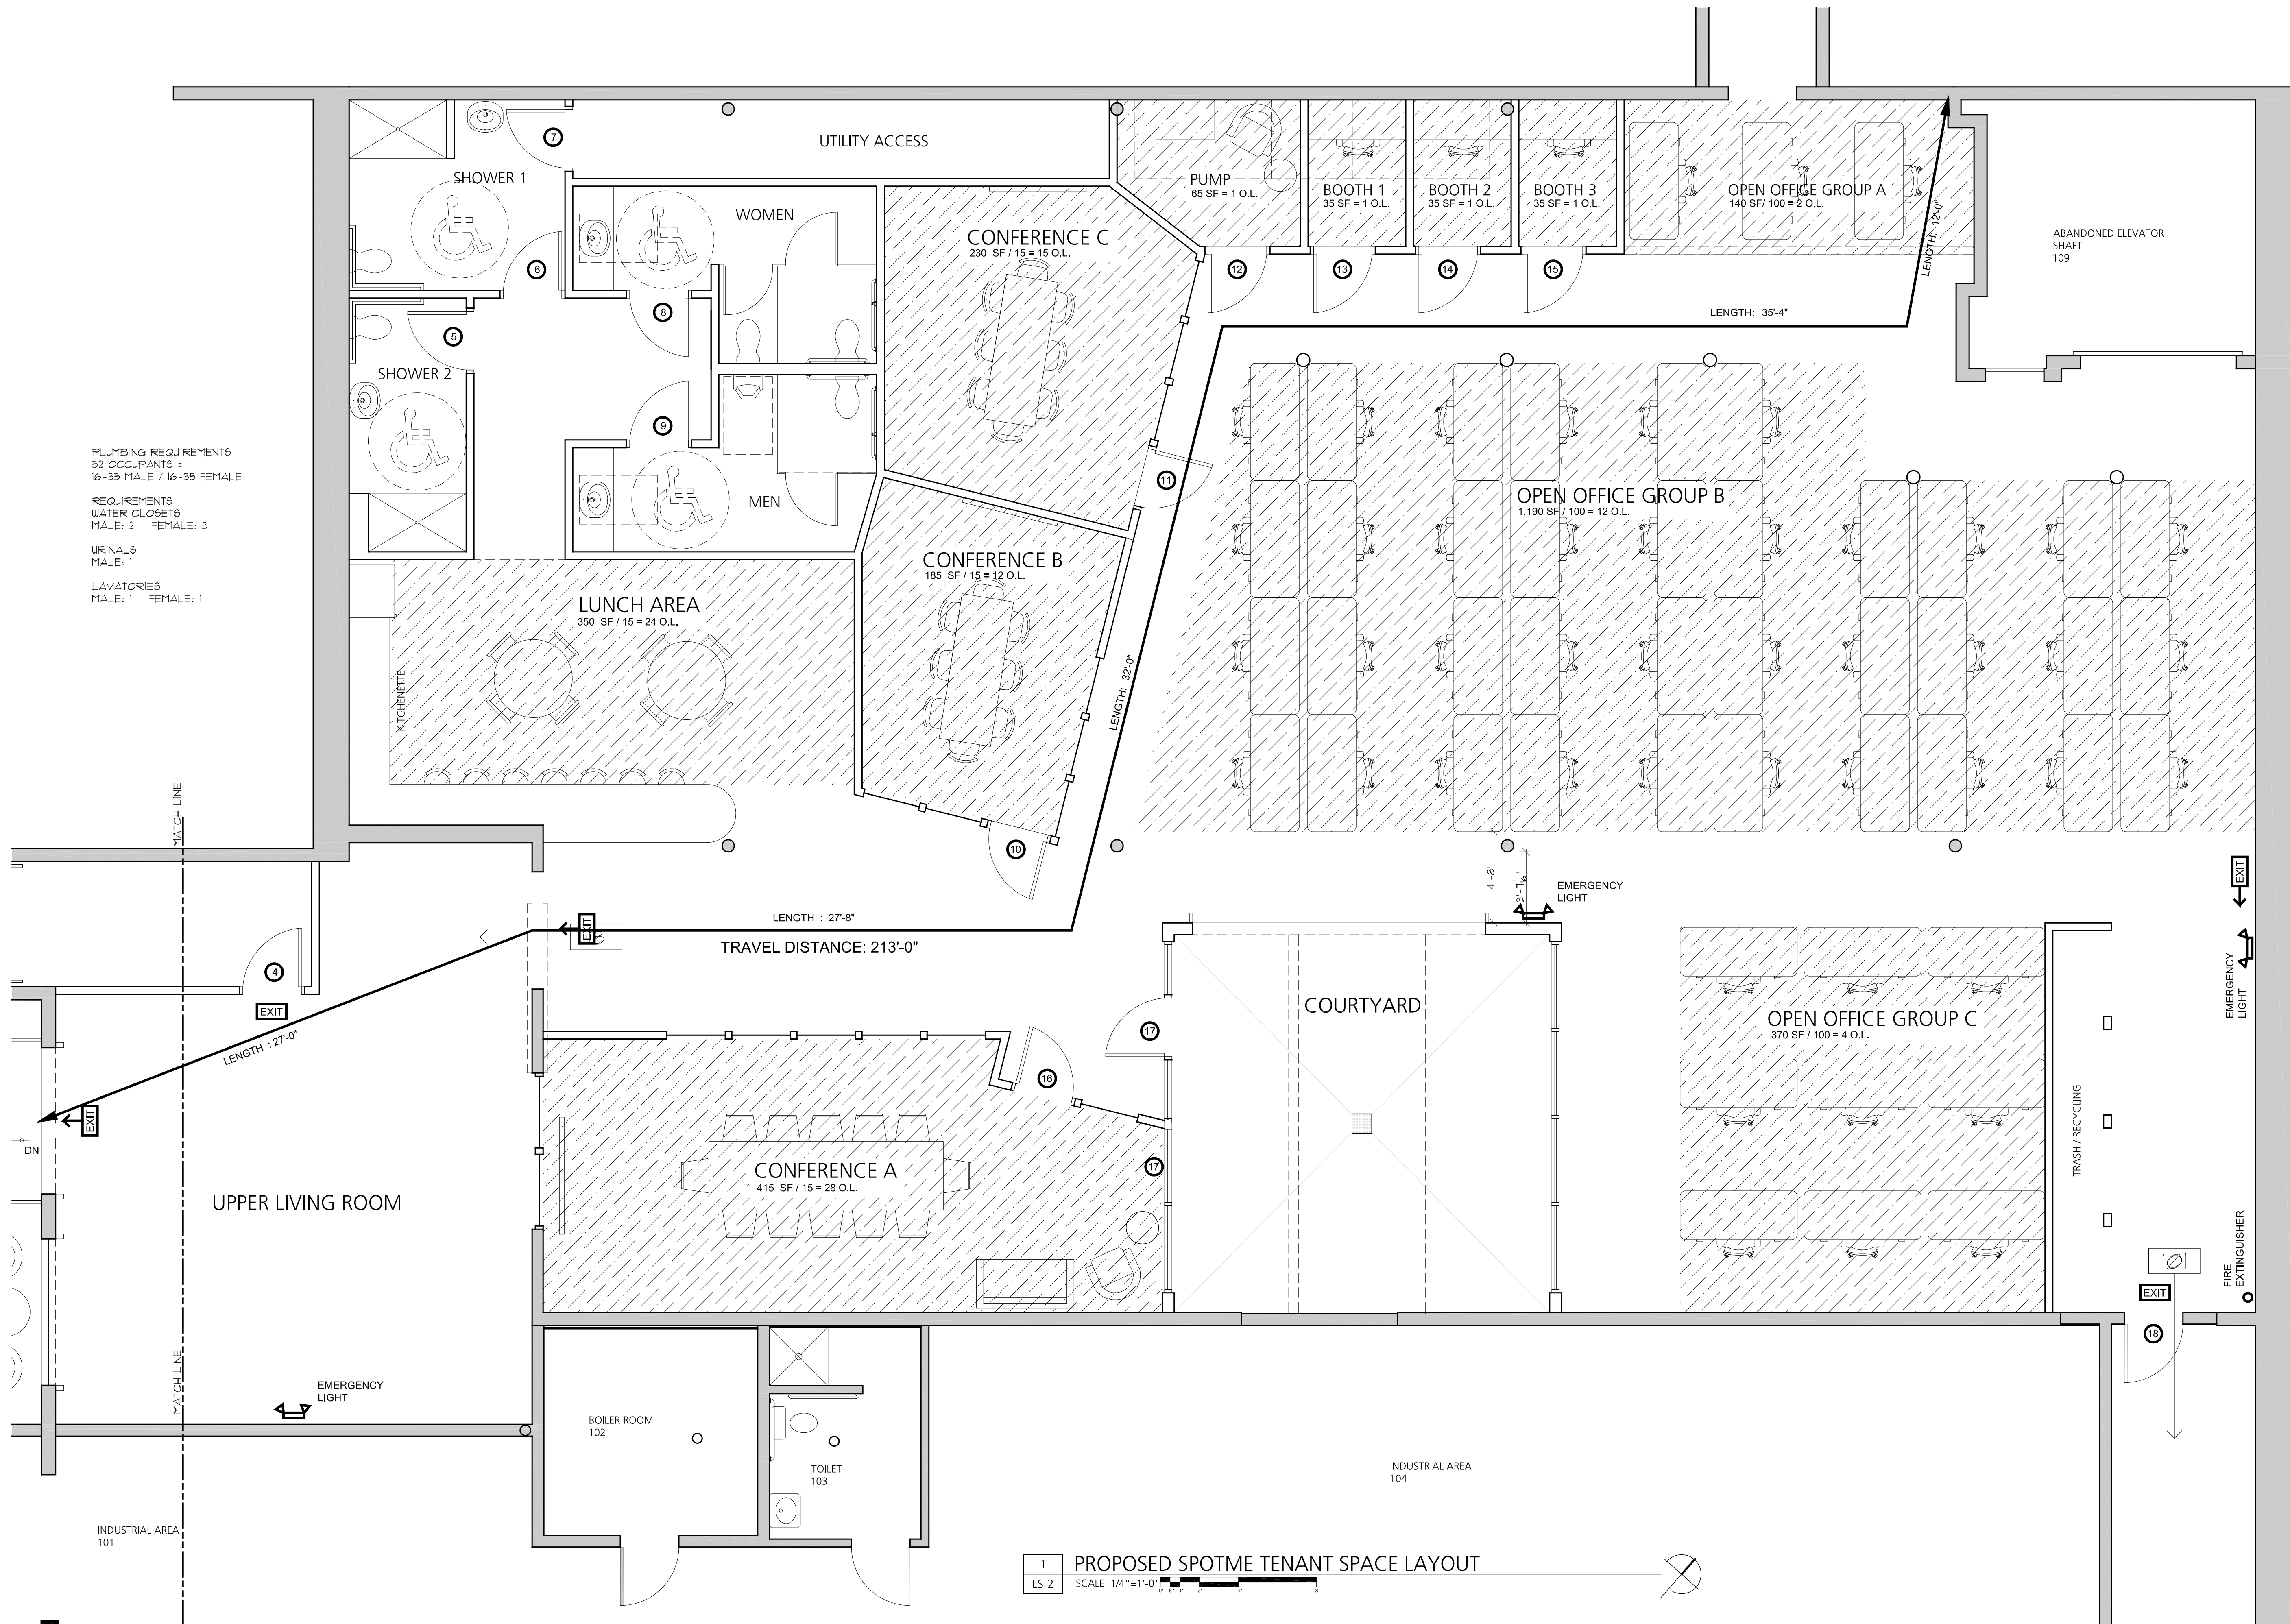 UTILITY ACCESS
7
SHOWER 1
WOMEN
PUMP
65 SF = 1 O.L.
BOOTH 1
35 SF = 1 O.L.
BOOTH 2
35 SF = 1 O.L.
BOOTH 3
35 SF = 1 O.L.
OPEN OFFICE GROUP A
140 SF/ 100 = 2 O.L.
LENGTH: 12'-0"
ABANDONED ELEVATOR
SHAFT
109
CONFERENCE C
230 SF / 15 = 15 O.L.
6
12
13
14
15
8
5
LENGTH: 35'-4"
SHOWER 2
9
PLUMBING REQUIREMENTS
52 OCCUPANTS ±
16-35 MALE / 16-35 FEMALE
REQUIREMENTS
WATER CLOSETS
MALE: 2 FEMALE: 3
URINALS
MALE: 1
LAVATORIES
MALE: 1 FEMALE: 1
MEN
11
OPEN OFFICE GROUP B
1.190 SF / 100 = 12 O.L.
CONFERENCE B
185 SF / 15 = 12 O.L.
LUNCH AREA
350 SF / 15 = 24 O.L.
KITCHENETTE
LENGTH: 32'-0"
MATCH LINE
10
4'-8"
EMERGENCY
LIGHT
EXIT
EXIT
LENGTH : 27'-8"
TRAVEL DISTANCE: 213'-0"
4
EXIT
LENGTH : 27'-0"
EMERGENCY
LIGHT
COURTYARD
17
OPEN OFFICE GROUP C
370 SF / 100 = 4 O.L.
16
EXIT
DN
TRASH / RECYCLING
CONFERENCE A
415 SF / 15 = 28 O.L.
17
UPPER LIVING ROOM
FIRE
EXTINGUISHER
EXIT
18
MATCH LINE
EMERGENCY
LIGHT
BOILER ROOM
102
TOILET
103
INDUSTRIAL AREA
104
INDUSTRIAL AREA
101
1
PROPOSED SPOTME TENANT SPACE LAYOUT
LS-2
SCALE: 1/4"=1'-0"
0' 6" 1' 2' 4' 8'